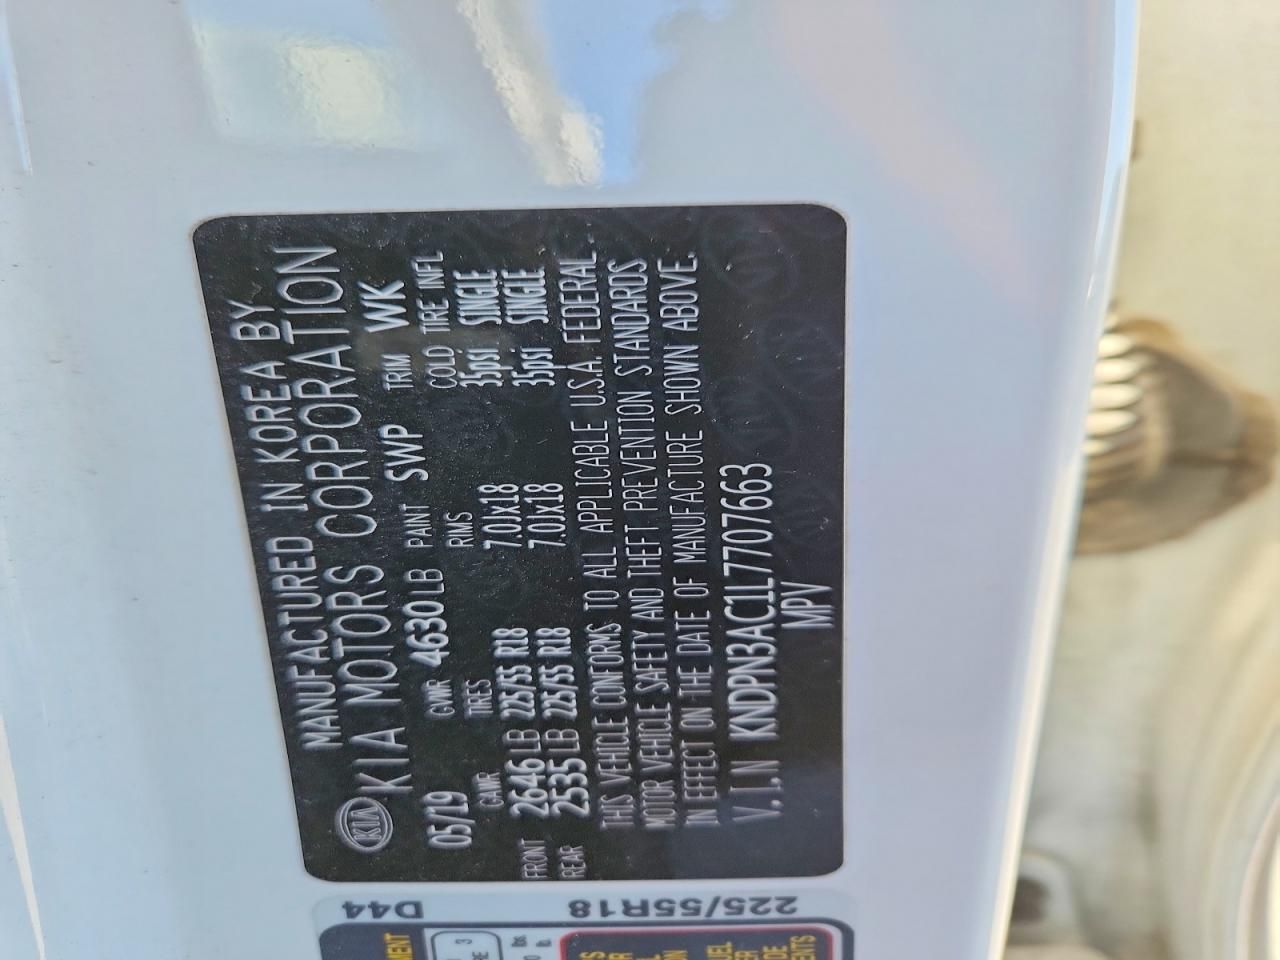 MANUFACTURED IN KOREA BY
KIA KIA MOTORS CORPORATION
05/19 GVWR 4630LB PAINT SWP TRIM WK
GAWR TIRES RIMS COLD TIRE INFL
FRONT 2646LB 225/55 R18 7.0Jx18 35psi SINGLE
REAR 2535LB 225/55 R18 7.0Jx18 35psi SINGLE
THIS VEHICLE CONFORMS TO ALL APPLICABLE U.S.A. FEDERAL
MOTOR VEHICLE SAFETY AND THEFT PREVENTION STANDARDS
IN EFFECT ON THE DATE OF MANUFACTURE SHOWN ABOVE.
V.I.N KNDPN3AC1L7707663
MPV
D44
225/55R18